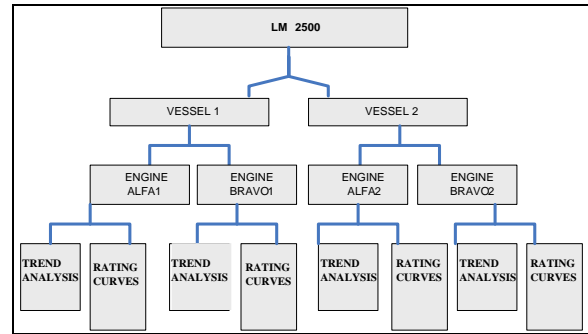 LM 2500
VESSEL 1
VESSEL 2
ENGINE
ALFA1
ENGINE
BRAVO1
ENGINE
ALFA2
ENGINE
BRAVO2
TREND
ANALYSIS
RATING
CURVES
TREND
ANALYSIS
RATING
CURVES
TREND
ANALYSIS
RATING
CURVES
TREND
ANALYSIS
RATING
CURVES